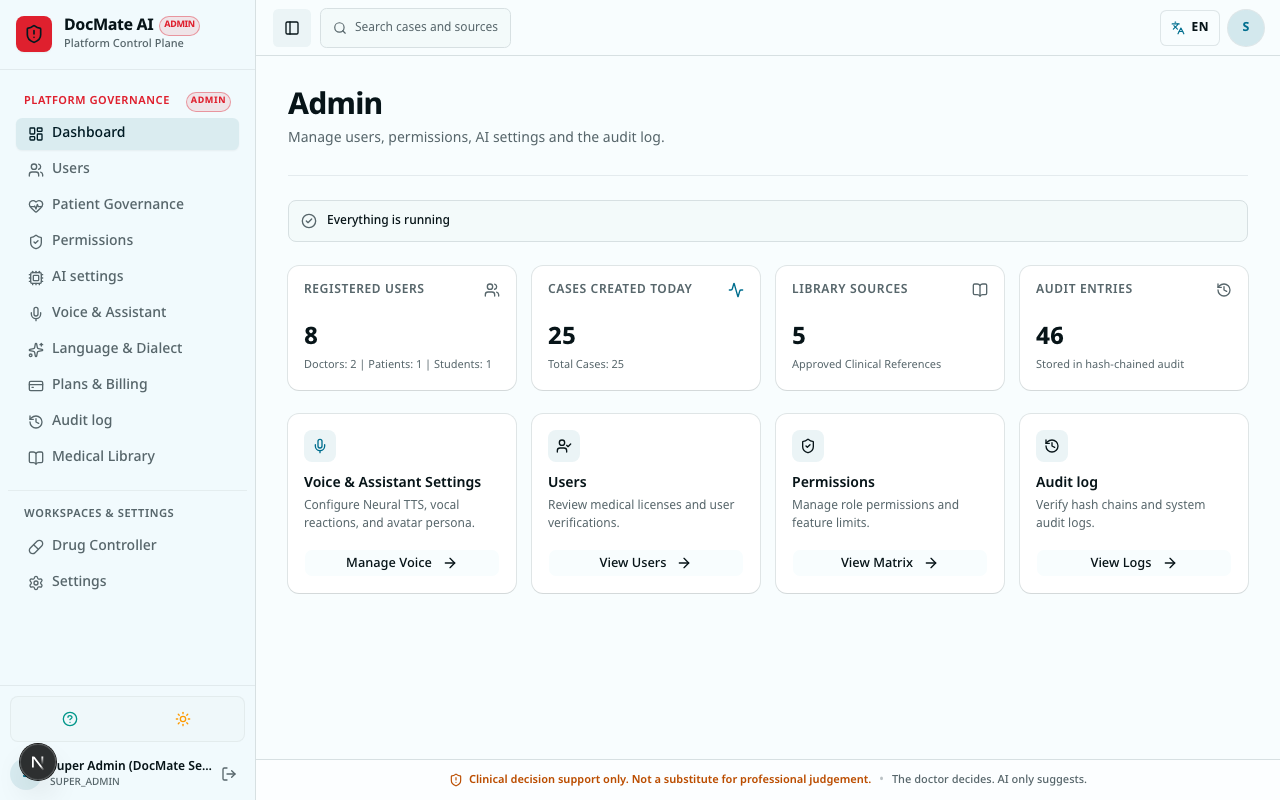 DocMate AI ADMIN
Platform Control Plane
PLATFORM GOVERNANCE ADMIN
Dashboard
Users
Patient Governance
Permissions
AI settings
Voice & Assistant
Language & Dialect
Plans & Billing
Audit log
Medical Library
WORKSPACES & SETTINGS
Drug Controller
Settings
N
uper Admin (DocMate Se...
SUPER_ADMIN
Search cases and sources
EN
S
Admin
Manage users, permissions, AI settings and the audit log.
Everything is running
REGISTERED USERS
8
Doctors: 2 | Patients: 1 | Students: 1
CASES CREATED TODAY
25
Total Cases: 25
LIBRARY SOURCES
5
Approved Clinical References
AUDIT ENTRIES
46
Stored in hash-chained audit
Voice & Assistant Settings
Configure Neural TTS, vocal
reactions, and avatar persona.
Manage Voice
Users
Review medical licenses and user
verifications.
View Users
Permissions
Manage role permissions and
feature limits.
View Matrix
Audit log
Verify hash chains and system
audit logs.
View Logs
Clinical decision support only. Not a substitute for professional judgement. • The doctor decides. AI only suggests.